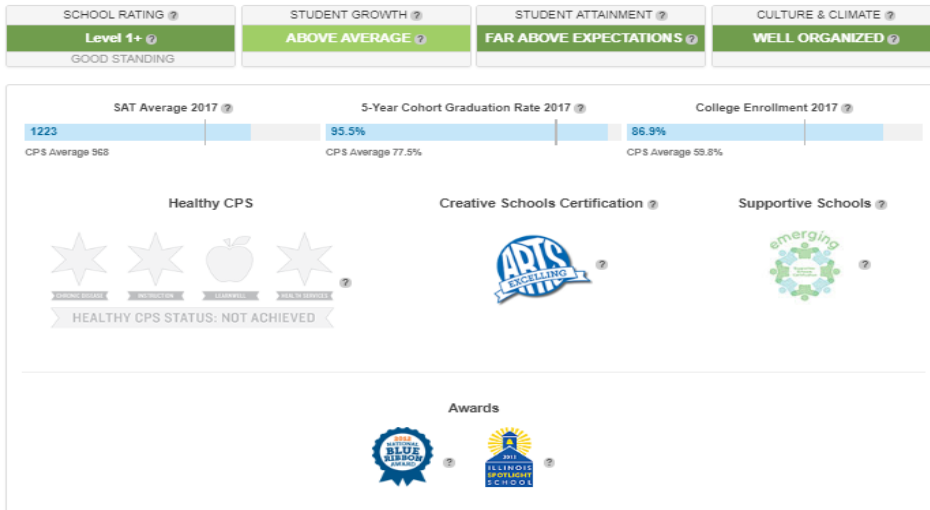 SCHOOL RATING ?
STUDENT GROWTH ?
STUDENT ATTAINMENT ?
CULTURE & CLIMATE ?
Level 1+ ?
ABOVE AVERAGE ?
FAR ABOVE EXPECTATIONS ?
WELL ORGANIZED ?
GOOD STANDING
SAT Average 2017 ?
5-Year Cohort Graduation Rate 2017 ?
College Enrollment 2017 ?
1223
95.5%
86.9%
CPS Average 968
CPS Average 77.5%
CPS Average 59.8%
Healthy CPS
Creative Schools Certification ?
Supportive Schools ?
emerging
ARTS
EXCELLING
?
?
?
CHRONIC DISEASE
INSTRUCTION
LEARNWELL
HEALTH SERVICES
HEALTHY CPS STATUS: NOT ACHIEVED
Awards
NATIONAL
BLUE
RIBBON
AWARD
?
2013
ILLINOIS
SPOTLIGHT
SCHOOL
?